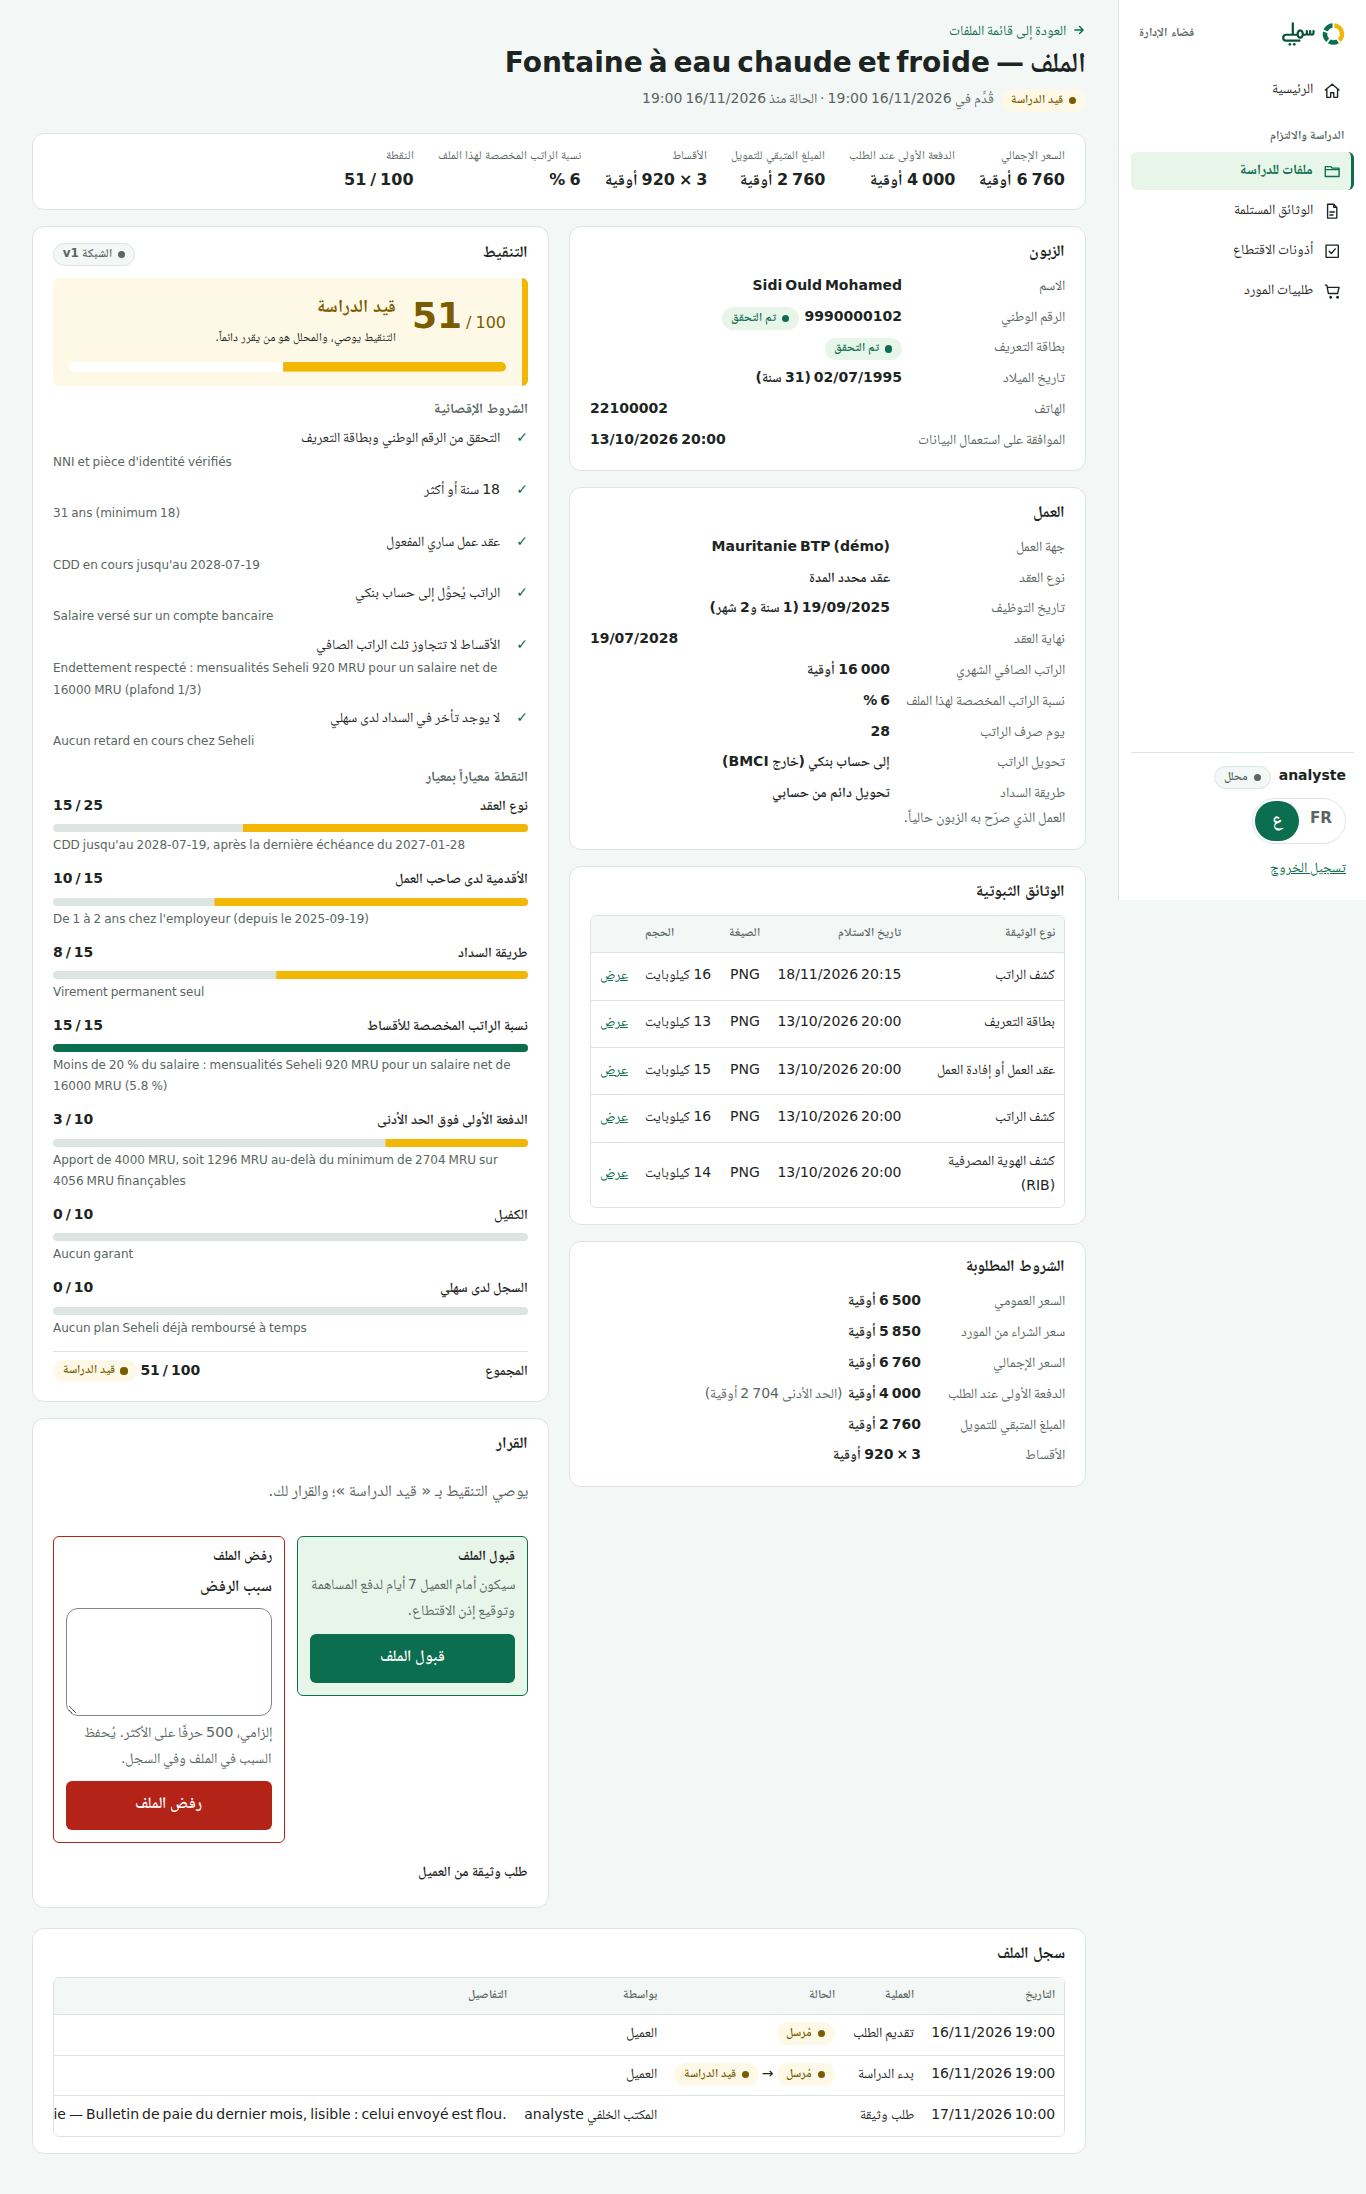 سهلي
فضاء الإدارة
الرئيسية
الدراسة والالتزام
ملفات للدراسة
الوثائق المستلمة
أذونات الاقتطاع
طلبيات المورد
analyste محلل
FR ع
تسجيل الخروج
→ العودة إلى قائمة الملفات
الملف — Fontaine à eau chaude et froide
قيد الدراسة قُدِّم في 16/11/2026 19:00 · الحالة منذ 16/11/2026 19:00
السعر الإجمالي
6 760 أوقية
الدفعة الأولى عند الطلب
4 000 أوقية
المبلغ المتبقي للتمويل
2 760 أوقية
الأقساط
3 × 920 أوقية
نسبة الراتب المخصصة لهذا الملف
6 %
النقطة
51 / 100
الزبون
الاسم Sidi Ould Mohamed
الرقم الوطني 9990000102 تم التحقق
بطاقة التعريف تم التحقق
تاريخ الميلاد 02/07/1995 (31 سنة)
الهاتف 22100002
الموافقة على استعمال البيانات 13/10/2026 20:00
العمل
جهة العمل Mauritanie BTP (démo)
نوع العقد عقد محدد المدة
تاريخ التوظيف 19/09/2025 (1 سنة و2 شهر)
نهاية العقد 19/07/2028
الراتب الصافي الشهري 16 000 أوقية
نسبة الراتب المخصصة لهذا الملف 6 %
يوم صرف الراتب 28
تحويل الراتب إلى حساب بنكي (خارج BMCI)
طريقة السداد تحويل دائم من حسابي
العمل الذي صرّح به الزبون حالياً.
الوثائق الثبوتية
نوع الوثيقة تاريخ الاستلام الصيغة الحجم
كشف الراتب 18/11/2026 20:15 PNG 16 كيلوبايت عرض
بطاقة التعريف 13/10/2026 20:00 PNG 13 كيلوبايت عرض
عقد العمل أو إفادة العمل 13/10/2026 20:00 PNG 15 كيلوبايت عرض
كشف الراتب 13/10/2026 20:00 PNG 16 كيلوبايت عرض
كشف الهوية المصرفية (RIB) 13/10/2026 20:00 PNG 14 كيلوبايت عرض
الشروط المطلوبة
السعر العمومي 6 500 أوقية
سعر الشراء من المورد 5 850 أوقية
السعر الإجمالي 6 760 أوقية
الدفعة الأولى عند الطلب 4 000 أوقية (الحد الأدنى 704 2 أوقية)
المبلغ المتبقي للتمويل 2 760 أوقية
الأقساط 3 × 920 أوقية
التنقيط
الشبكة v1
51 / 100
قيد الدراسة
التنقيط يوصي، والمحلل هو من يقرر دائماً.
الشروط الإقصائية
✓ التحقق من الرقم الوطني وبطاقة التعريف
NNI et pièce d'identité vérifiés
✓ 18 سنة أو أكثر
31 ans (minimum 18)
✓ عقد عمل ساري المفعول
CDD en cours jusqu'au 2028-07-19
✓ الراتب يُحوَّل إلى حساب بنكي
Salaire versé sur un compte bancaire
✓ الأقساط لا تتجاوز ثلث الراتب الصافي
Endettement respecté : mensualités Seheli 920 MRU pour un salaire net de
16000 MRU (plafond 1/3)
✓ لا يوجد تأخر في السداد لدى سهلي
Aucun retard en cours chez Seheli
النقطة معياراً بمعيار
نوع العقد 15 / 25
CDD jusqu'au 2028-07-19, après la dernière échéance du 2027-01-28
الأقدمية لدى صاحب العمل 10 / 15
De 1 à 2 ans chez l'employeur (depuis le 2025-09-19)
طريقة السداد 8 / 15
Virement permanent seul
نسبة الراتب المخصصة للأقساط 15 / 15
Moins de 20 % du salaire : mensualités Seheli 920 MRU pour un salaire net de
16000 MRU (5.8 %)
الدفعة الأولى فوق الحد الأدنى 3 / 10
Apport de 4000 MRU, soit 1296 MRU au-delà du minimum de 2704 MRU sur
4056 MRU finançables
الكفيل 0 / 10
Aucun garant
السجل لدى سهلي 0 / 10
Aucun plan Seheli déjà remboursé à temps
المجموع 51 / 100 قيد الدراسة
القرار
يوصي التنقيط بـ « قيد الدراسة »؛ والقرار لك.
قبول الملف
سيكون أمام العميل 7 أيام لدفع المساهمة
وتوقيع إذن الاقتطاع.
قبول الملف
رفض الملف
سبب الرفض
إلزامي، 500 حرفًا على الأكثر. يُحفظ
السبب في الملف وفي السجل.
رفض الملف
طلب وثيقة من العميل
سجل الملف
التاريخ العملية الحالة بواسطة التفاصيل
16/11/2026 19:00 تقديم الطلب مُرسل العميل
16/11/2026 19:00 بدء الدراسة مُرسل → قيد الدراسة العميل
17/11/2026 10:00 طلب وثيقة المكتب الخلفي analyste ie — Bulletin de paie du dernier mois, lisible : celui envoyé est flou.